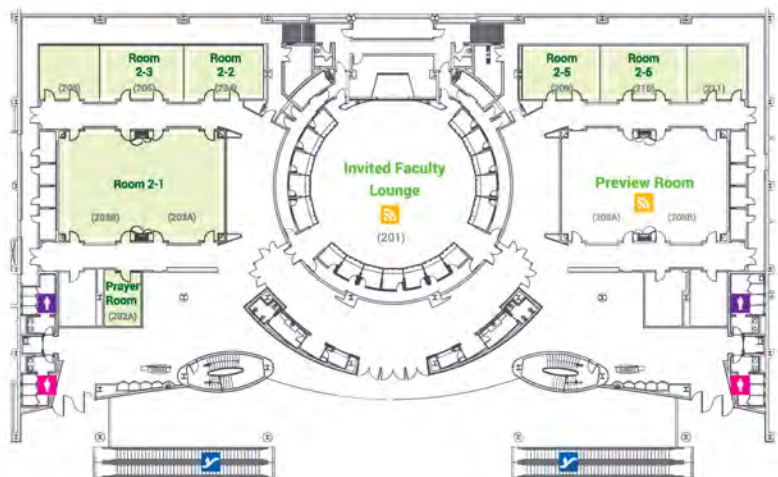 Room
2-3
Room
2-2
Room
2-5
Room
2-6
(205)
(204)
(209)
(210)
(211)
Room 2-1
(203B)
(203A)
Invited Faculty
Lounge
(201)
Preview Room
(208A)
(208B)
Prayer
Room
(202A)